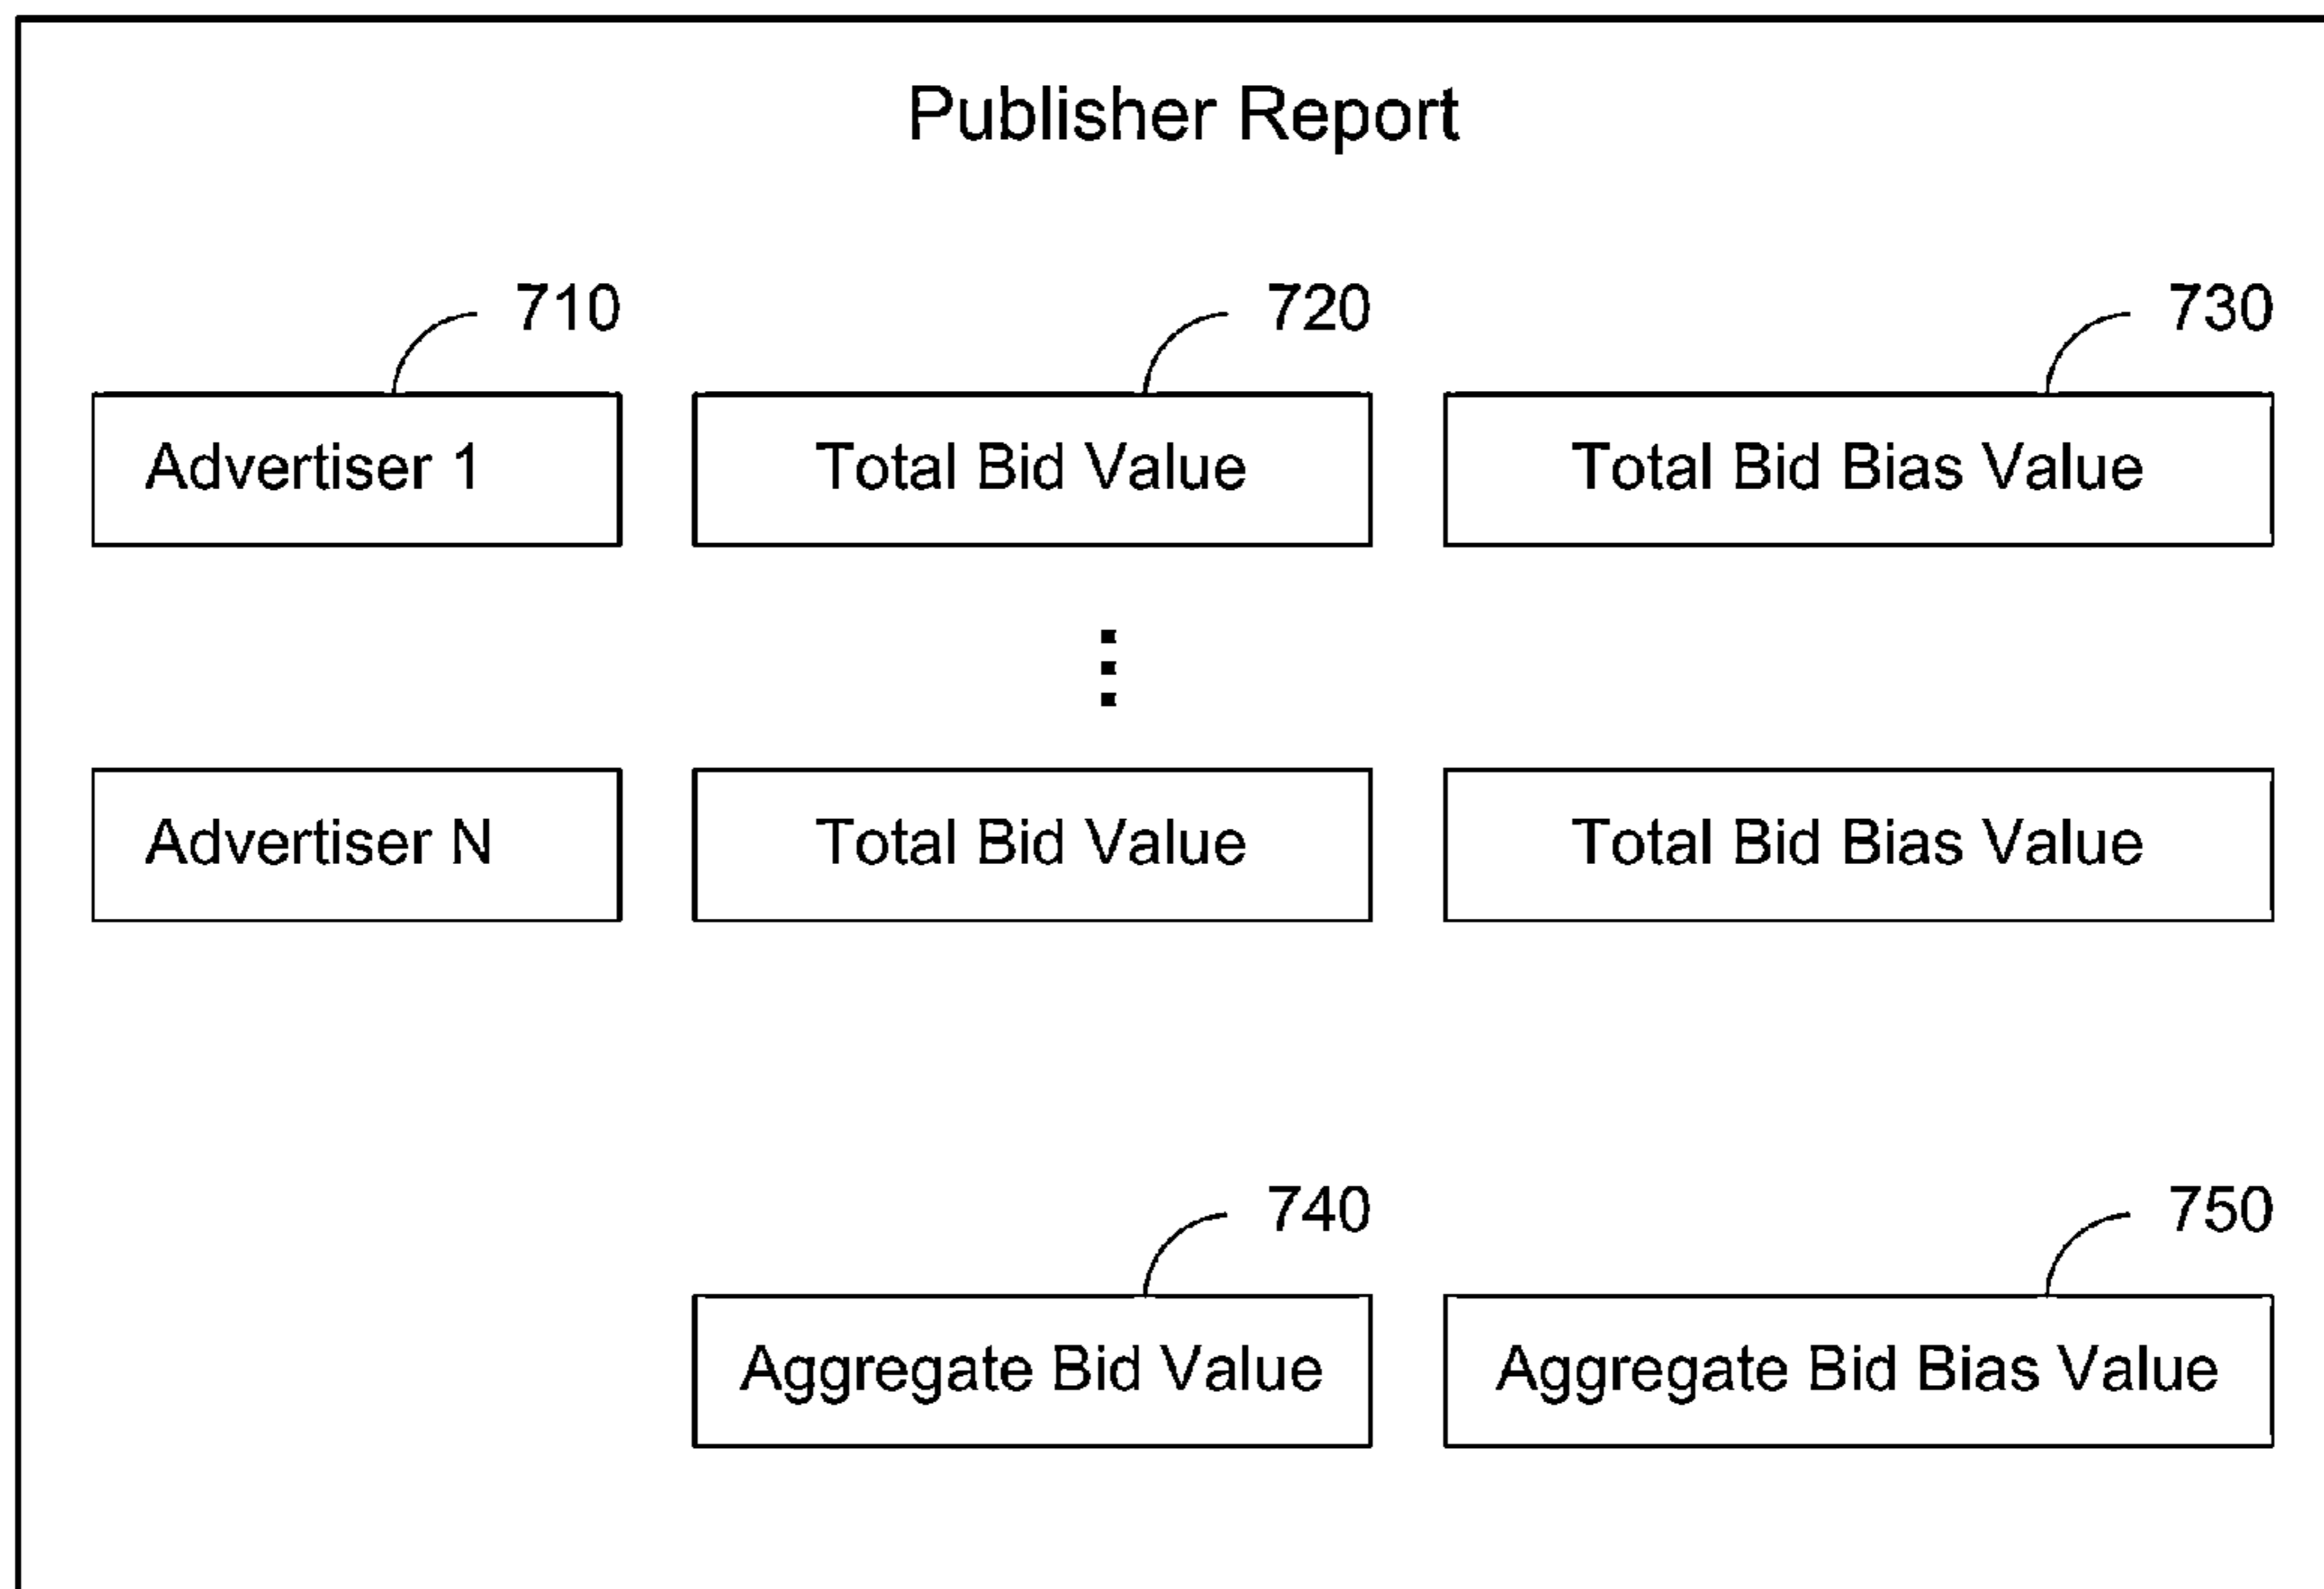 Publisher Report
710 720 730
Advertiser 1 Total Bid Value Total Bid Bias Value
Advertiser N Total Bid Value Total Bid Bias Value
740 750
Aggregate Bid Value Aggregate Bid Bias Value